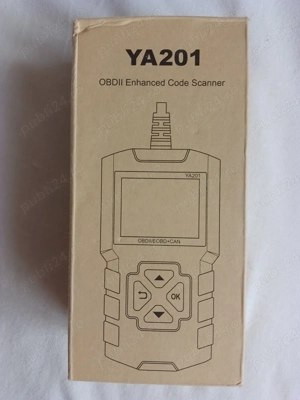 YA201
OBDII Enhanced Code Scanner
YA201
OBDII/EOBD+CAN
OK